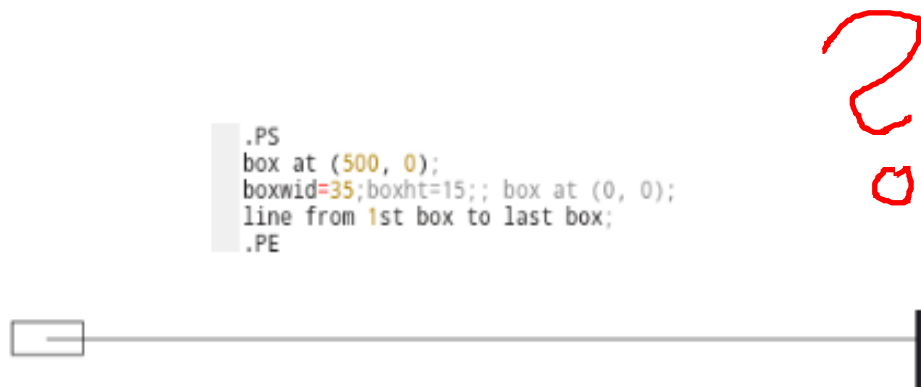 ?
.PS
box at (500, 0);
boxwid=35;boxht=15;; box at (0, 0);
line from 1st box to last box;
.PE